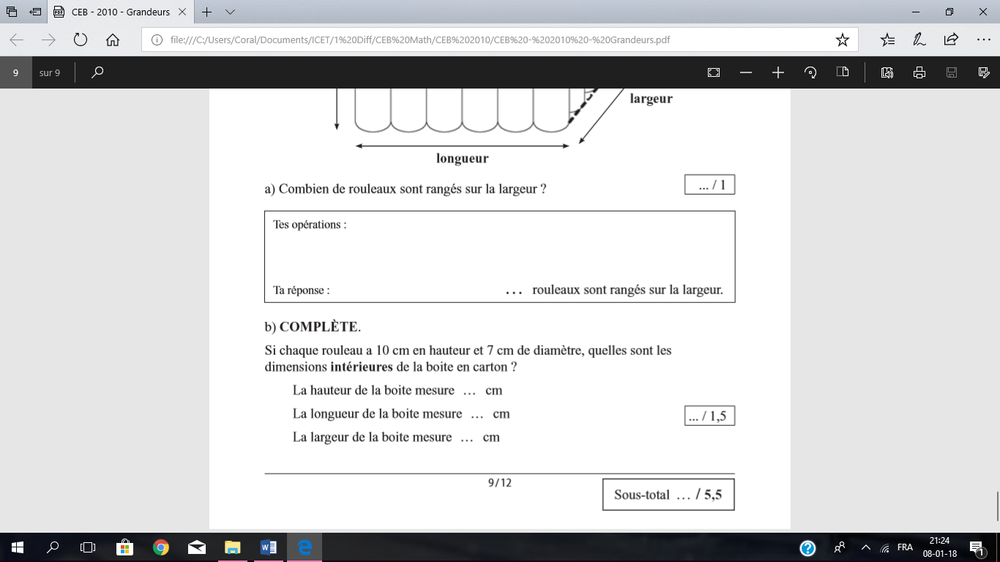 CEB - 2010 - Grandeurs
file:///C:/Users/Coral/Documents/ICET/1%20Diff/CEB%20Math/CEB%202010/CEB%20-%202010%20-%20Grandeurs.pdf
9 sur 9
largeur
longueur
a) Combien de rouleaux sont rangés sur la largeur ?
... / 1
Tes opérations :
Ta réponse : ... rouleaux sont rangés sur la largeur.
b) COMPLÈTE.
Si chaque rouleau a 10 cm en hauteur et 7 cm de diamètre, quelles sont les
dimensions intérieures de la boite en carton ?
La hauteur de la boite mesure ... cm
La longueur de la boite mesure ... cm
... / 1,5
La largeur de la boite mesure ... cm
9/12
Sous-total ... / 5,5
FRA
21:24
08-01-18
1